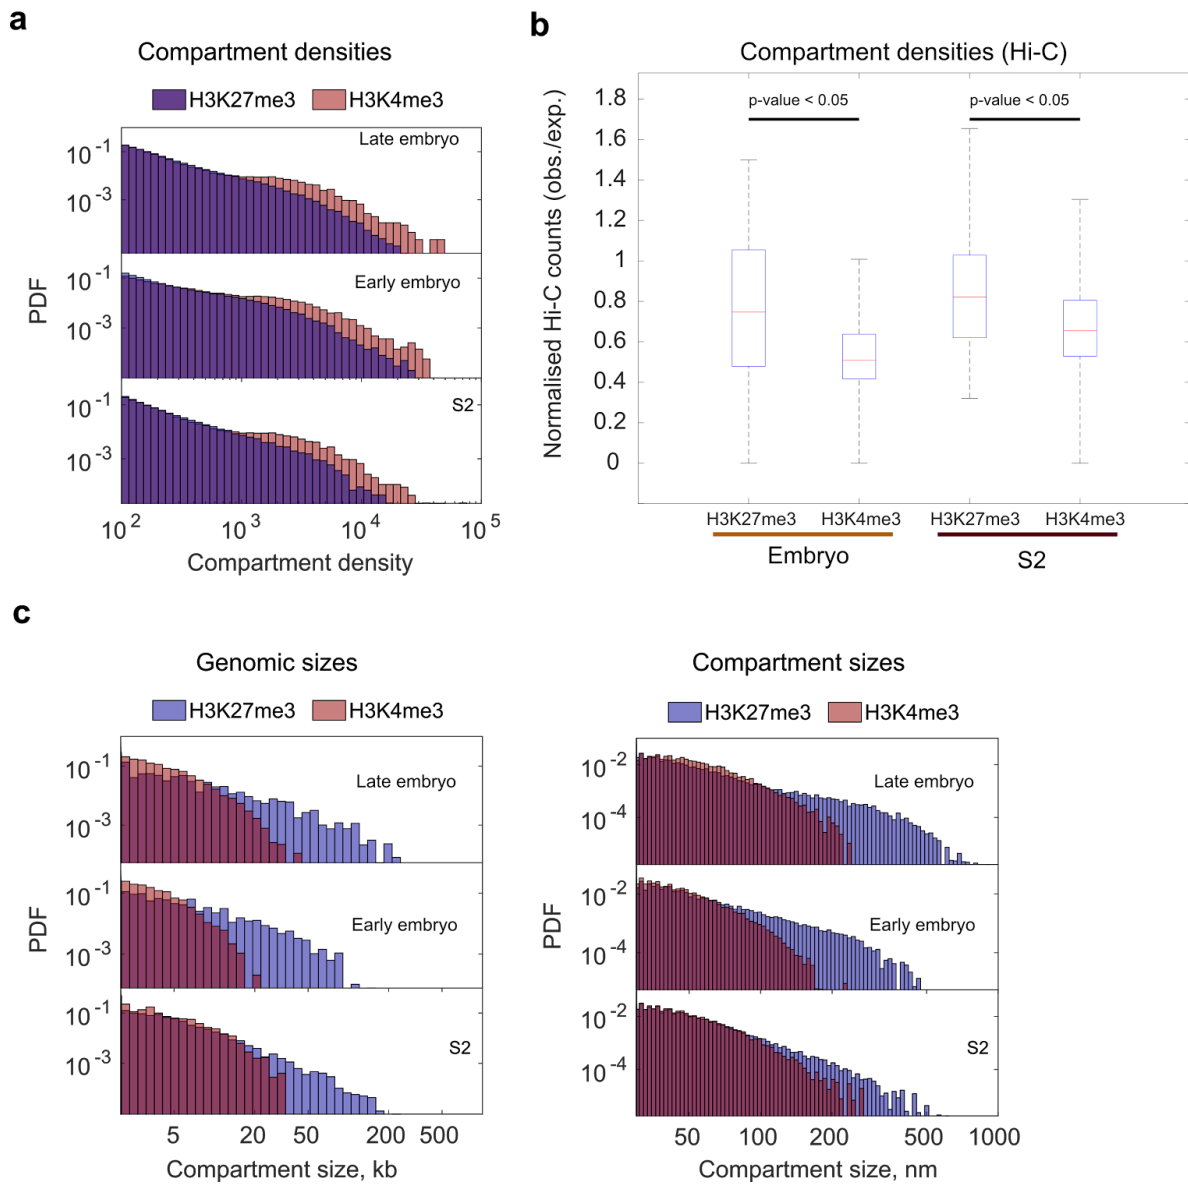 a
Compartment densities
H3K27me3 H3K4me3
Late embryo
10^-1
10^-3
Early embryo
10^-1
10^-3
S2
10^-1
10^-3
PDF
10^2 10^3 10^4 10^5
Compartment density
b
Compartment densities (Hi-C)
p-value < 0.05 p-value < 0.05
Normalised Hi-C counts (obs./exp.)
1.8
1.6
1.4
1.2
1
0.8
0.6
0.4
0.2
0
H3K27me3 H3K4me3 H3K27me3 H3K4me3
Embryo S2
c
Genomic sizes
H3K27me3 H3K4me3
Late embryo
10^-1
10^-3
Early embryo
10^-1
10^-3
S2
10^-1
10^-3
PDF
5 20 50 200 500
Compartment size, kb
Compartment sizes
H3K27me3 H3K4me3
Late embryo
10^-2
10^-4
Early embryo
10^-2
10^-4
S2
10^-2
10^-4
PDF
50 100 200 500 1000
Compartment size, nm